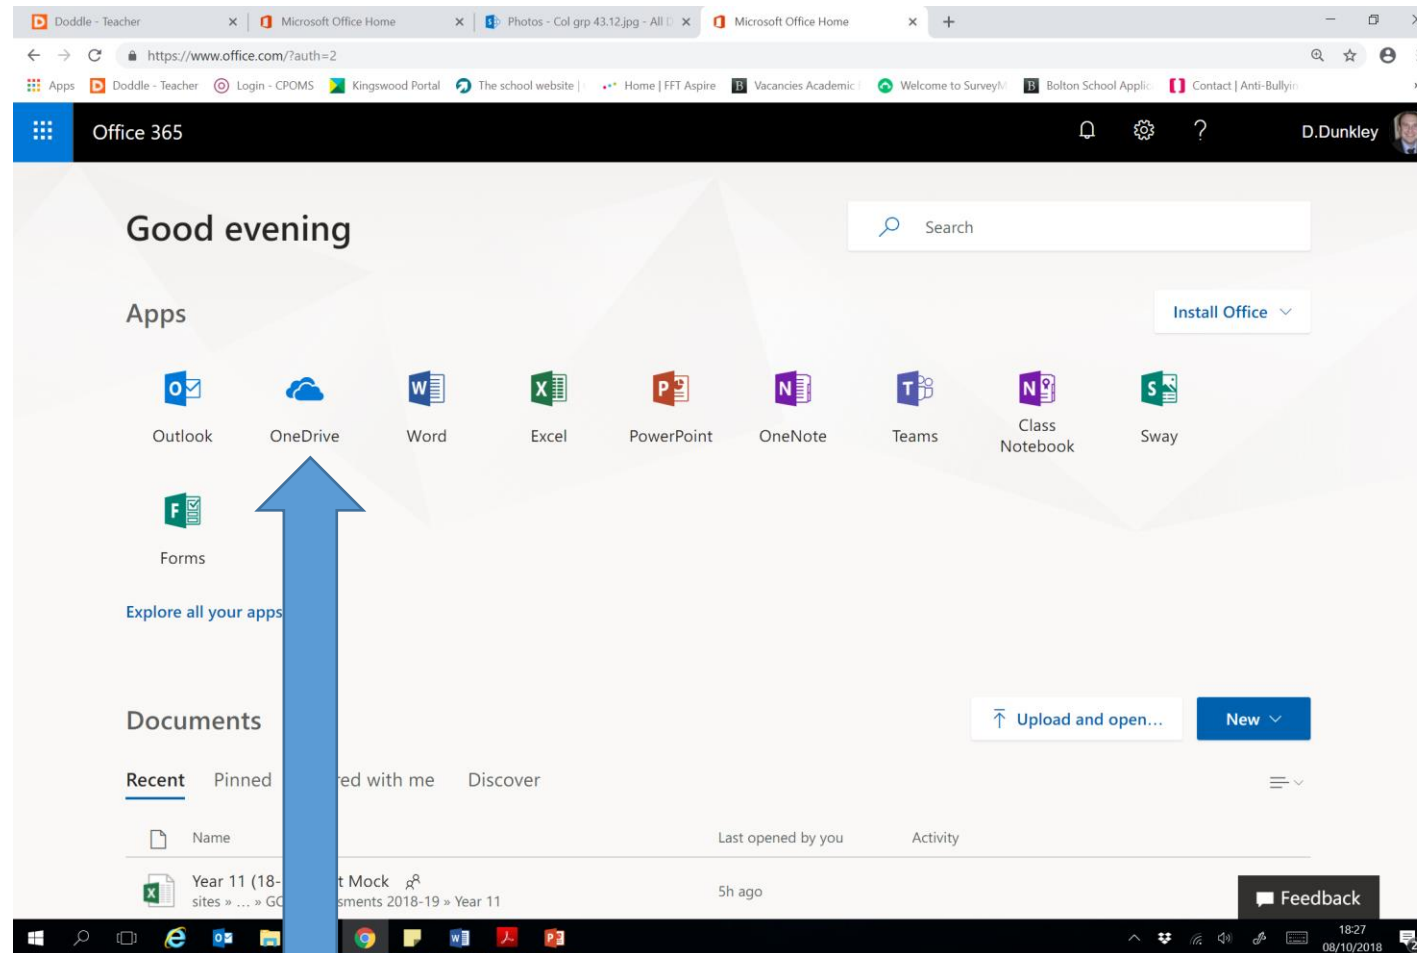 Doddle - Teacher
Microsoft Office Home
Photos - Col grp 43.12.jpg - All D
Microsoft Office Home
https://www.office.com/?auth=2
Apps
Doddle - Teacher
Login - CPOMS
Kingswood Portal
The school website |
Home | FFT Aspire
Vacancies Academic
Welcome to SurveyM
Bolton School Applic
Contact | Anti-Bullyin
Office 365
?
D.Dunkley
Good evening
Search
Apps
Install Office
Outlook
OneDrive
Word
Excel
PowerPoint
OneNote
Teams
Class
Notebook
Sway
Forms
Explore all your apps
Documents
Upload and open...
New
Recent
Pinned
red with me
Discover
Name
Last opened by you
Activity
Year 11 (18- t Mock
sites » ... » GC sments 2018-19 » Year 11
5h ago
Feedback
18:27
08/10/2018